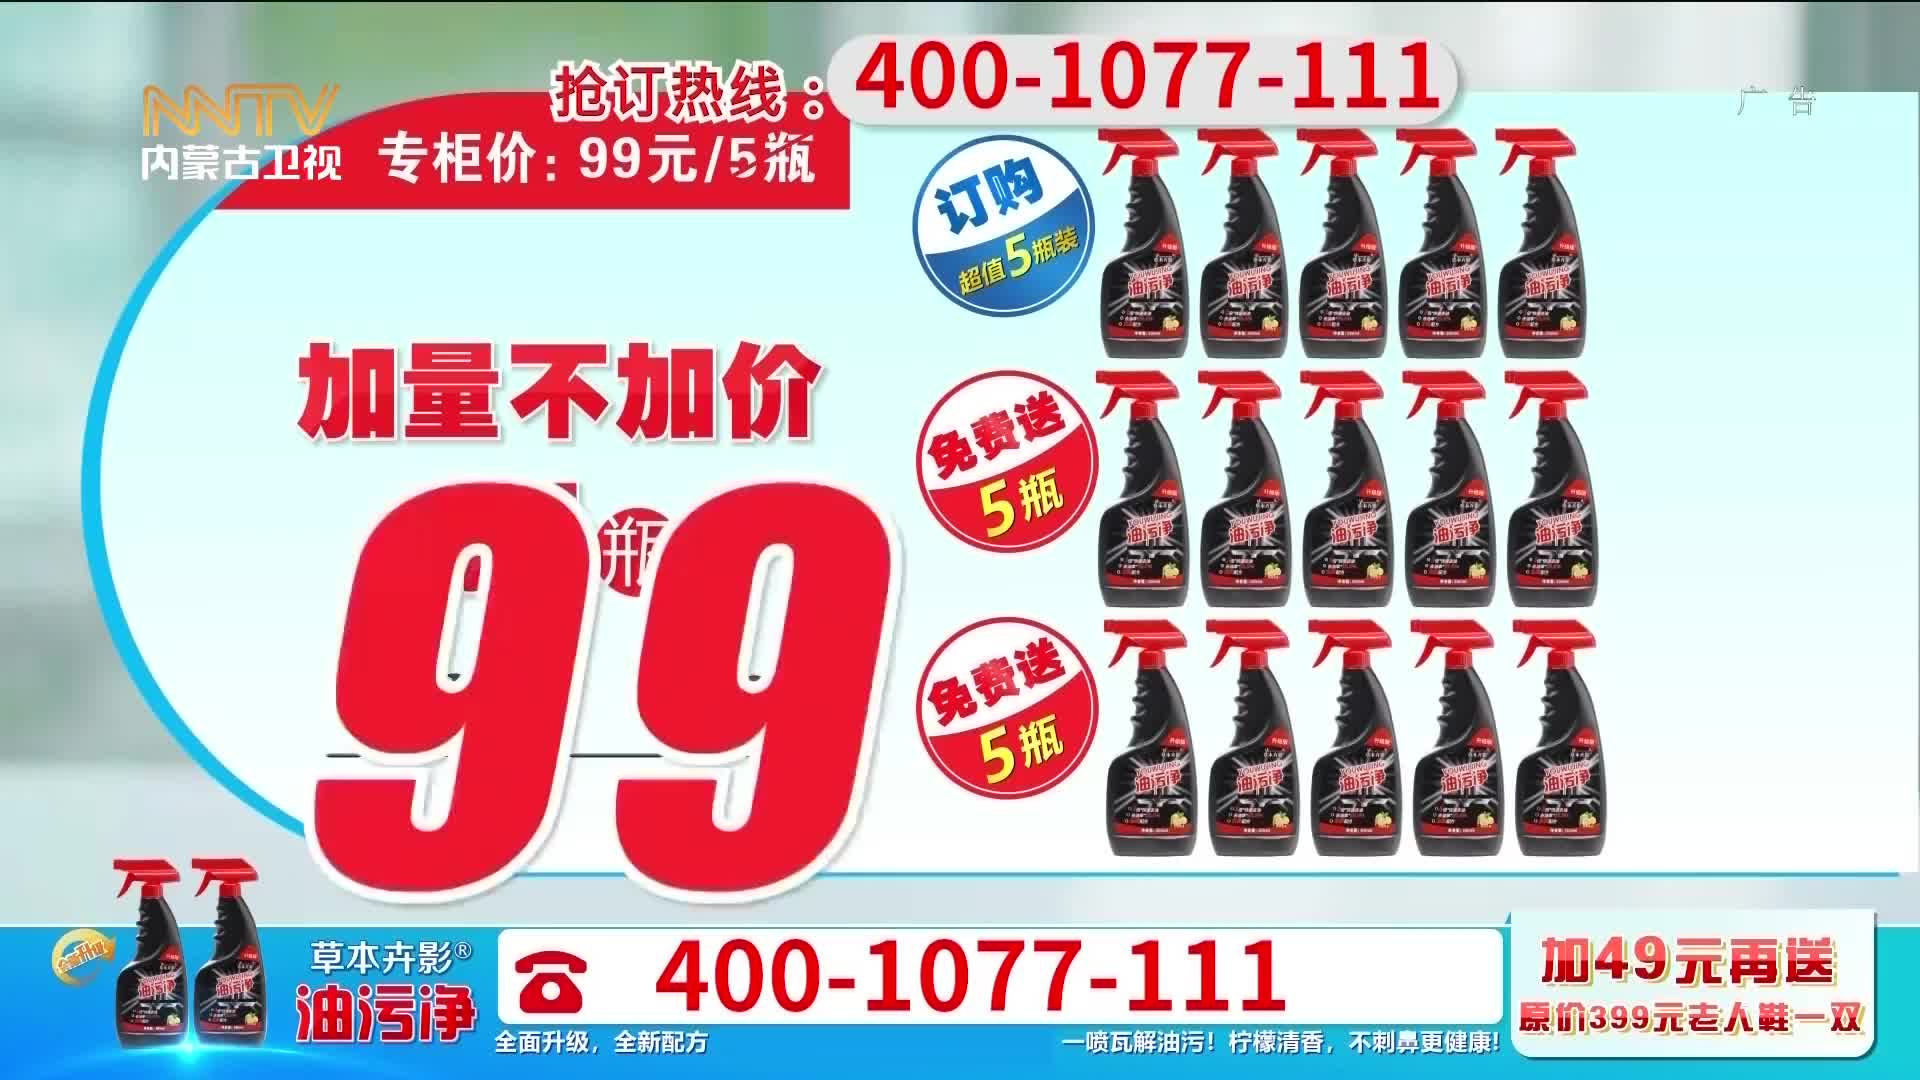 抢订热线：400-1077-111
NNTV
内蒙古卫视
广告
专柜价：99元/5瓶
订购
超值5瓶装
加量不加价
99
瓶
免费送
5瓶
免费送
5瓶
油污净
草本卉影®
油污净
400-1077-111
全面升级，全新配方
一喷瓦解油污！柠檬清香，不刺鼻更健康！
加49元再送
原价399元老人鞋一双